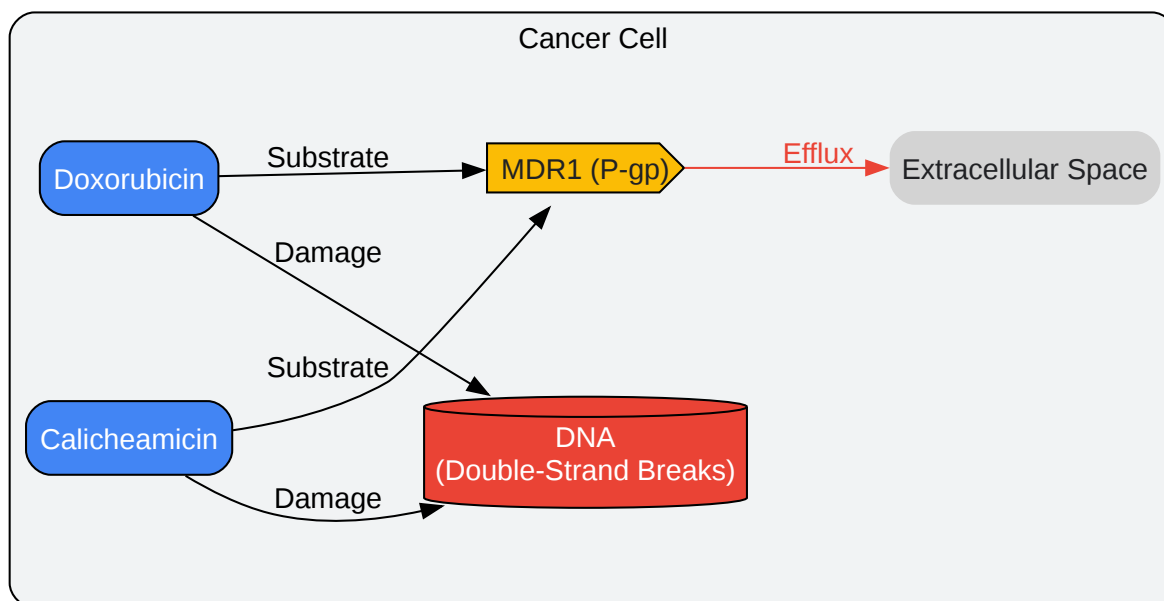 Cancer Cell
Doxorubicin
Substrate
MDR1 (P-gp)
Efflux
Extracellular Space
Damage
Substrate
Calicheamicin
Damage
DNA
(Double-Strand Breaks)